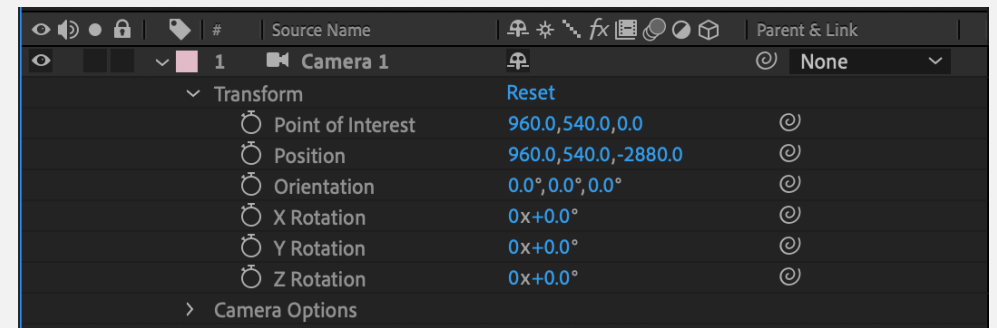 # Source Name fx Parent & Link
1 Camera 1 None
Transform Reset
Point of Interest 960.0,540.0,0.0
Position 960.0,540.0,-2880.0
Orientation 0.0°,0.0°,0.0°
X Rotation 0x+0.0°
Y Rotation 0x+0.0°
Z Rotation 0x+0.0°
Camera Options